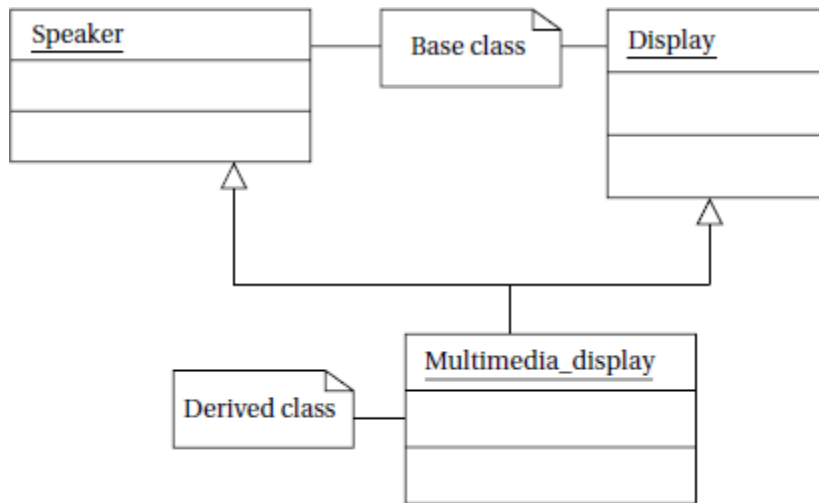 Speaker
Base class
Display
Multimedia_display
Derived class